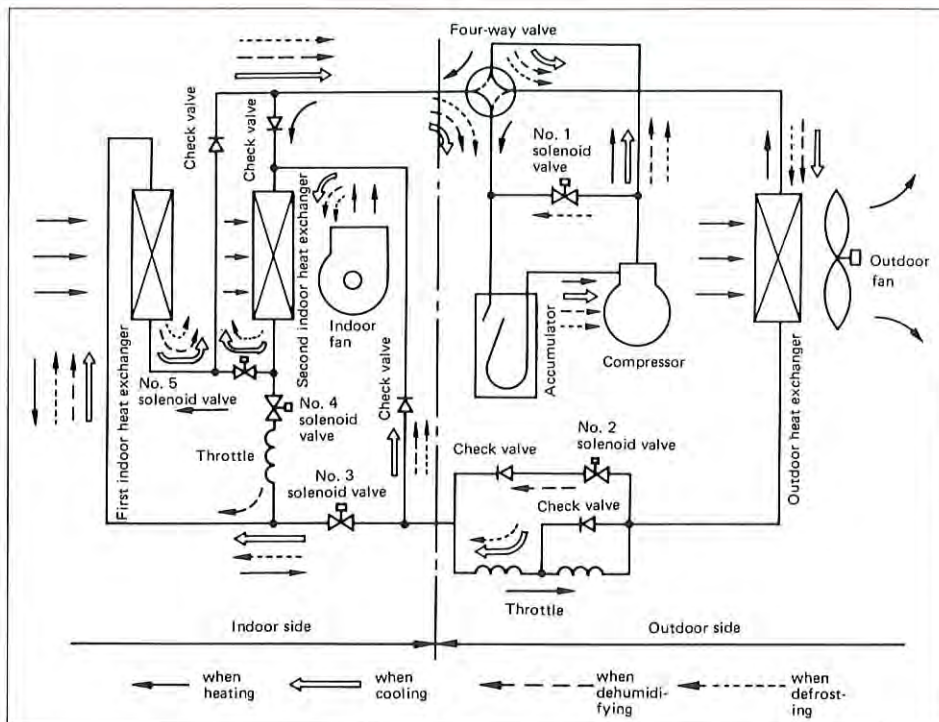 Four-way valve
Check valve
Check valve
No. 1
solenoid
valve
Outdoor
fan
First indoor heat exchanger
Second indoor heat exchanger
Indoor
fan
Accumulator
Compressor
Outdoor heat exchanger
No. 5
solenoid valve
No. 4
solenoid
valve
Check valve
Throttle
No. 3
solenoid valve
Check valve
No. 2
solenoid valve
Check valve
Throttle
Indoor side
Outdoor side
when
heating
when
cooling
when
dehumidi-
fying
when
defrost-
ing